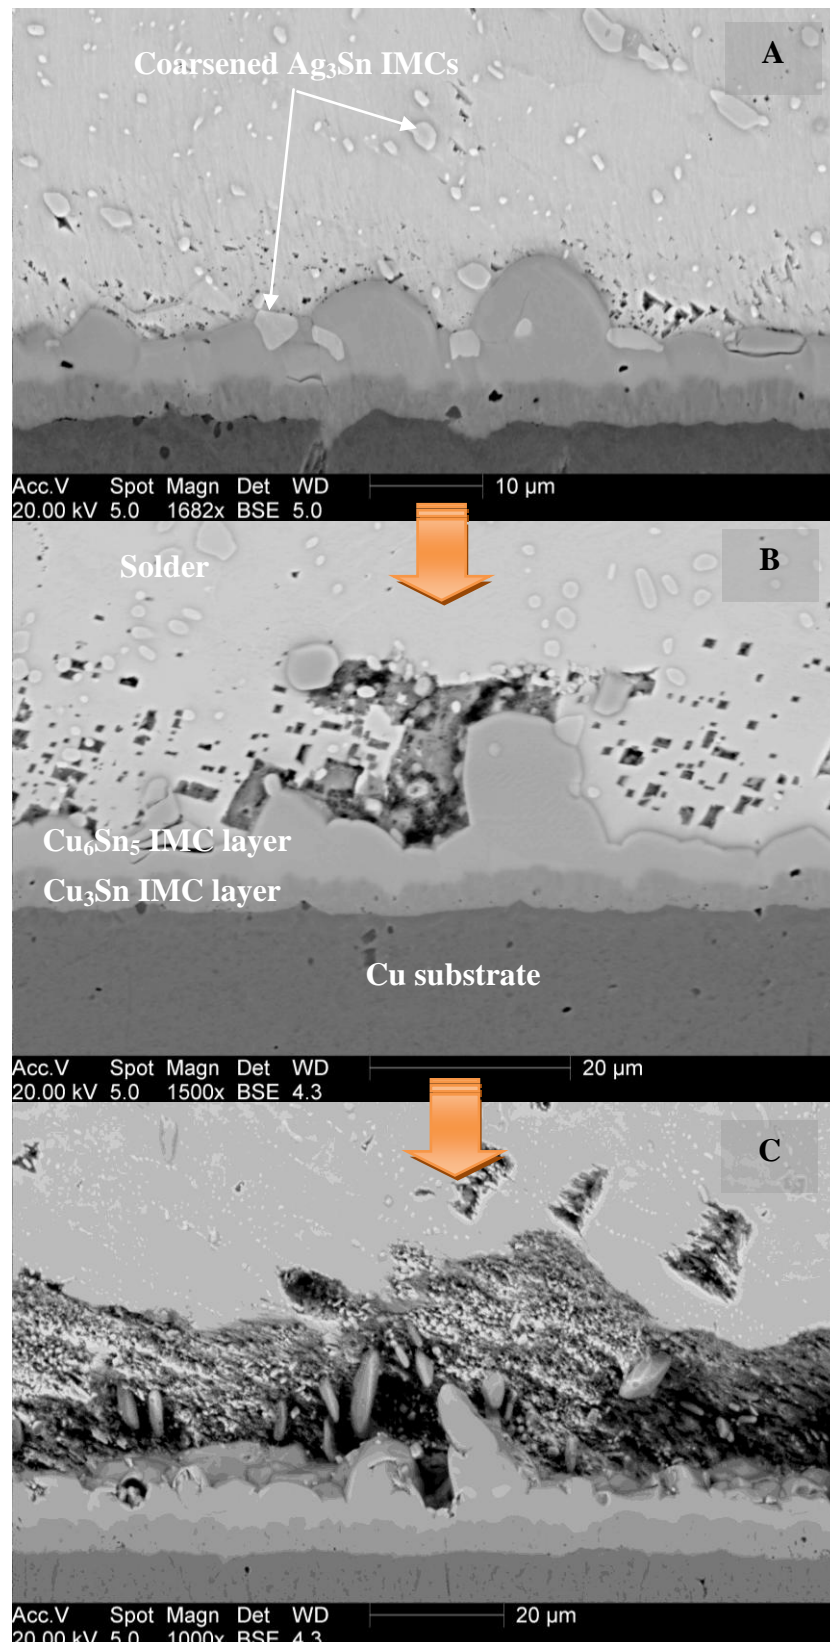 A
Coarsened Ag₃Sn IMCs
Acc.V Spot Magn Det WD 10 µm
20.00 kV 5.0 1682x BSE 5.0
B
Solder
Cu₆Sn₅ IMC layer
Cu₃Sn IMC layer
Cu substrate
Acc.V Spot Magn Det WD 20 µm
20.00 kV 5.0 1500x BSE 4.3
C
Acc.V Spot Magn Det WD 20 µm
20.00 kV 5.0 1000x BSE 4.3